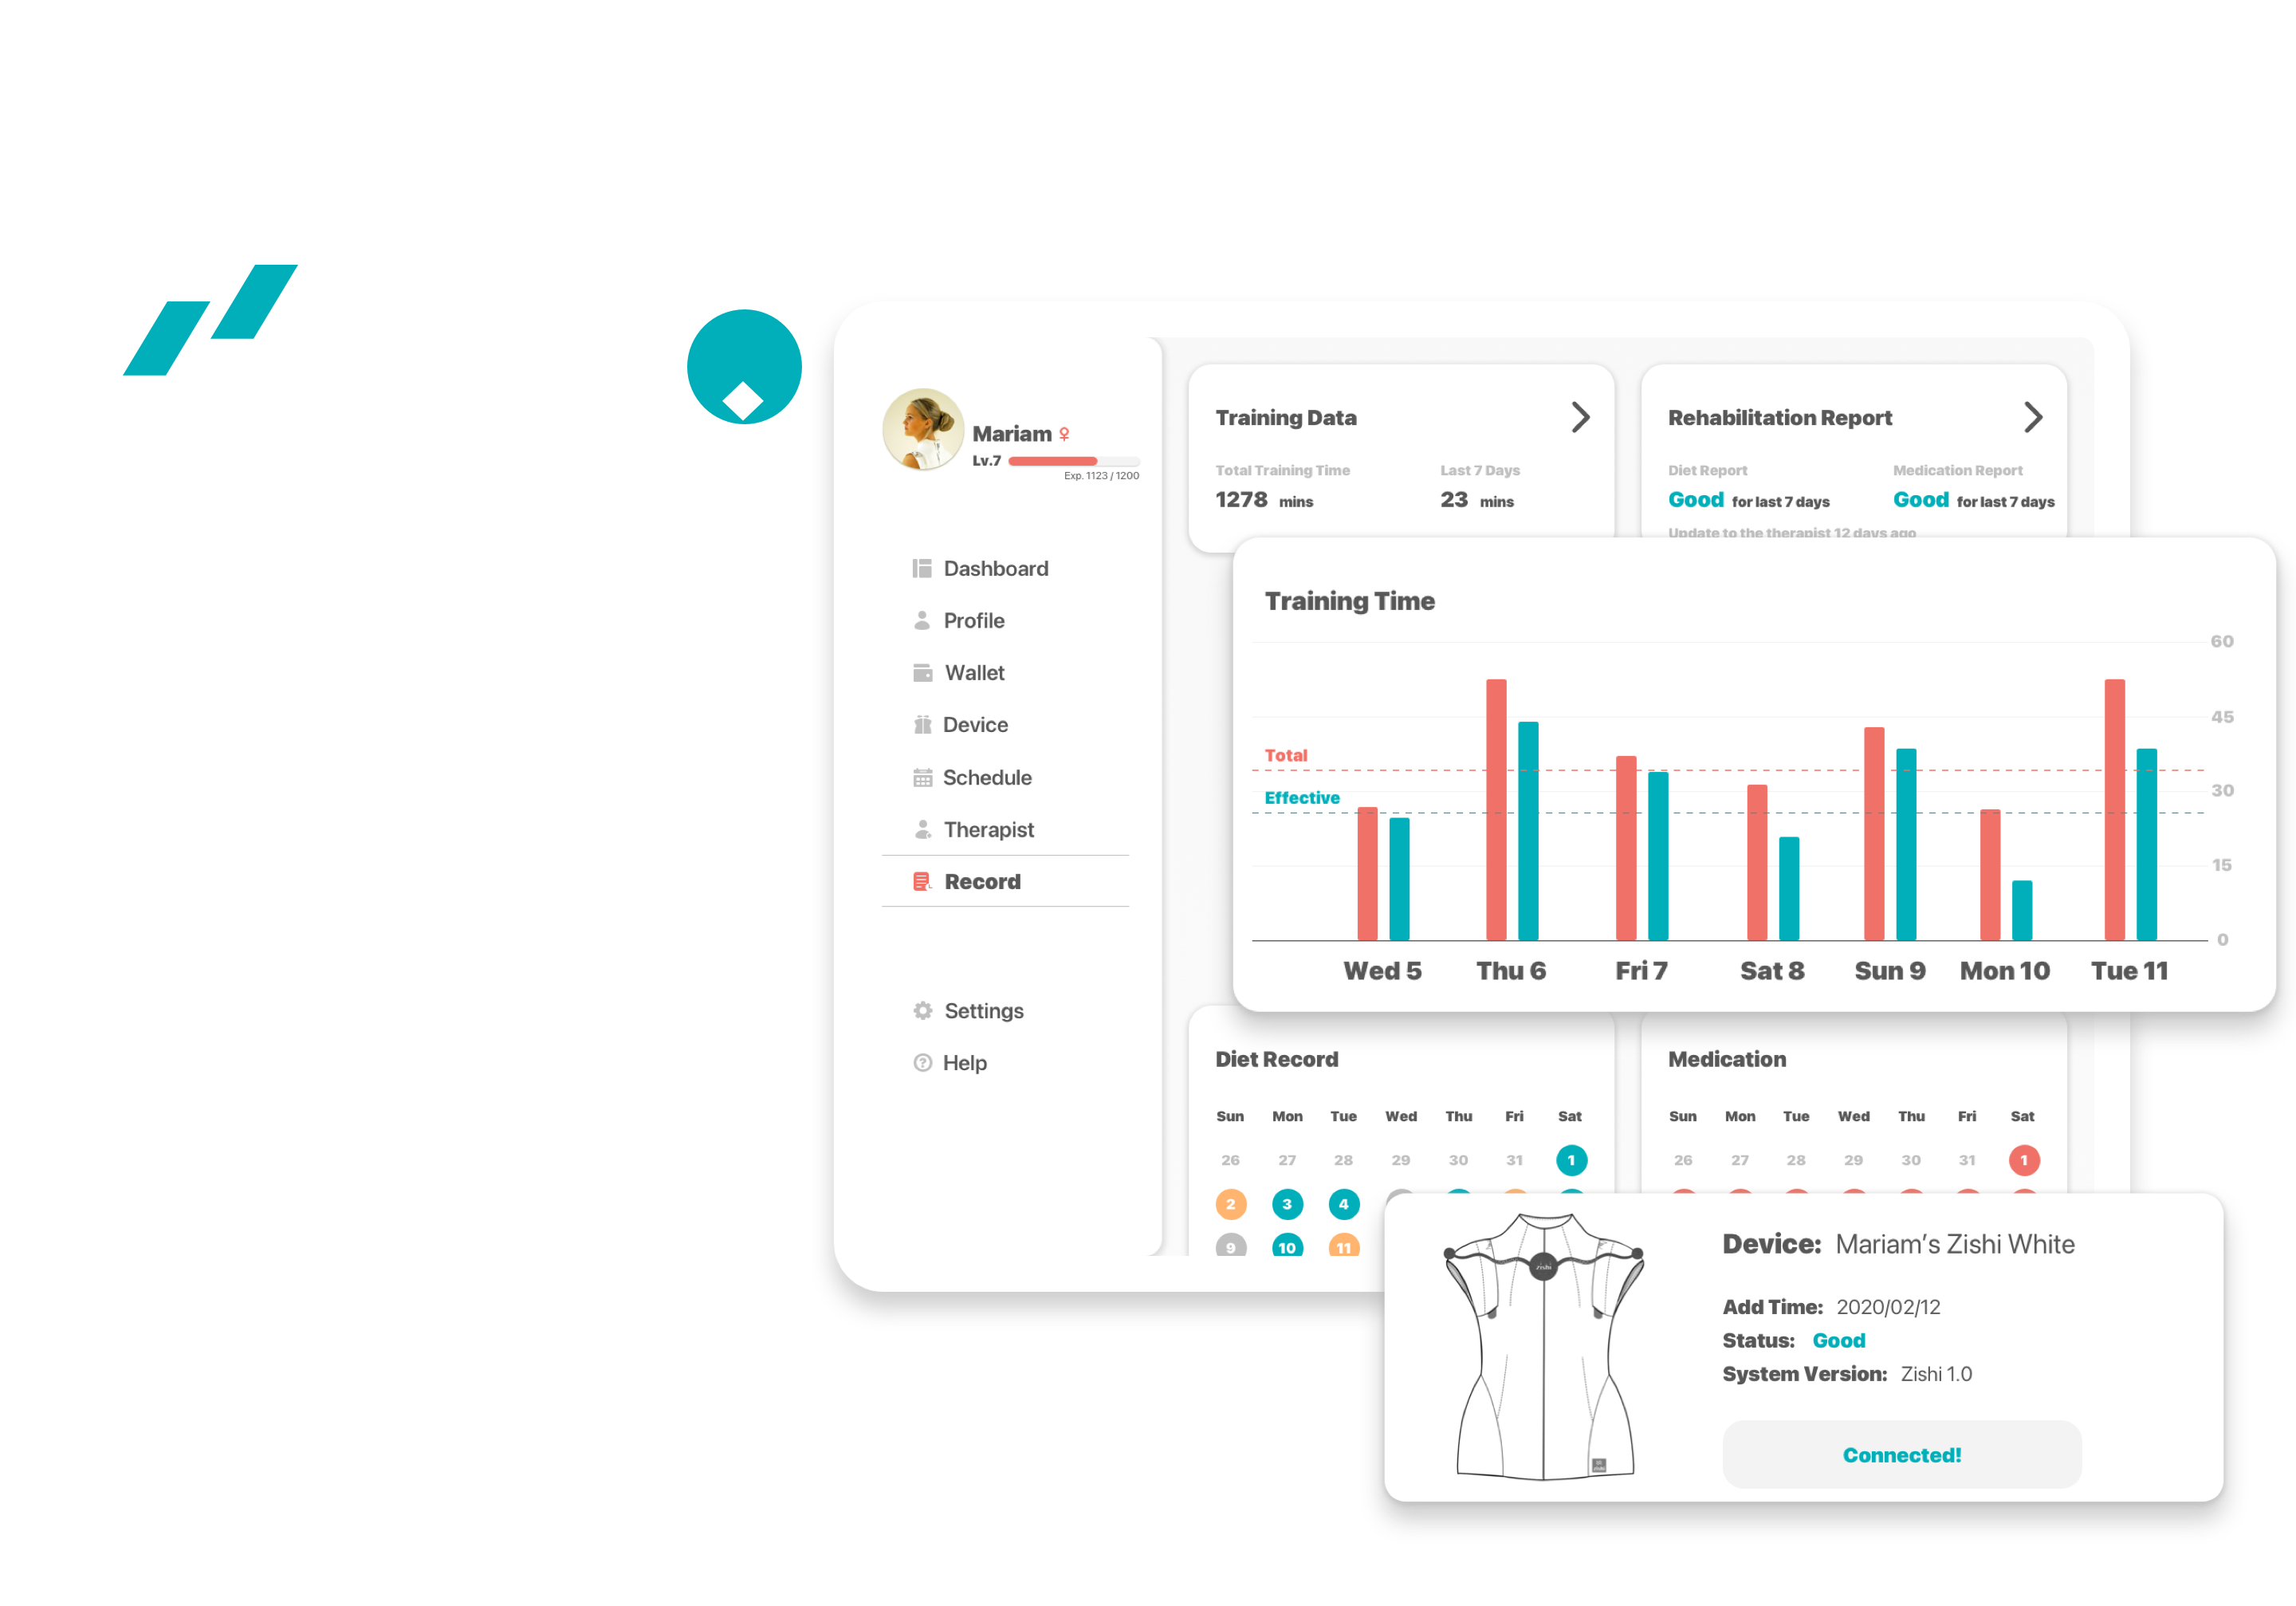 Mariam ♀
Lv.7
Exp. 1123 / 1200
Dashboard
Profile
Wallet
Device
Schedule
Therapist
Record
Settings
Help
Training Data
Total Training Time
1278 mins
Last 7 Days
23 mins
Rehabilitation Report
Diet Report
Good for last 7 days
Medication Report
Good for last 7 days
Update to the therapist 12 days ago
Training Time
60
45
30
15
0
Total
Effective
Wed 5 Thu 6 Fri 7 Sat 8 Sun 9 Mon 10 Tue 11
Diet Record
Sun Mon Tue Wed Thu Fri Sat
26 27 28 29 30 31 1
2 3 4
9 10 11
Medication
Sun Mon Tue Wed Thu Fri Sat
26 27 28 29 30 31 1
zishi
Device: Mariam’s Zishi White
Add Time: 2020/02/12
Status: Good
System Version: Zishi 1.0
Connected!